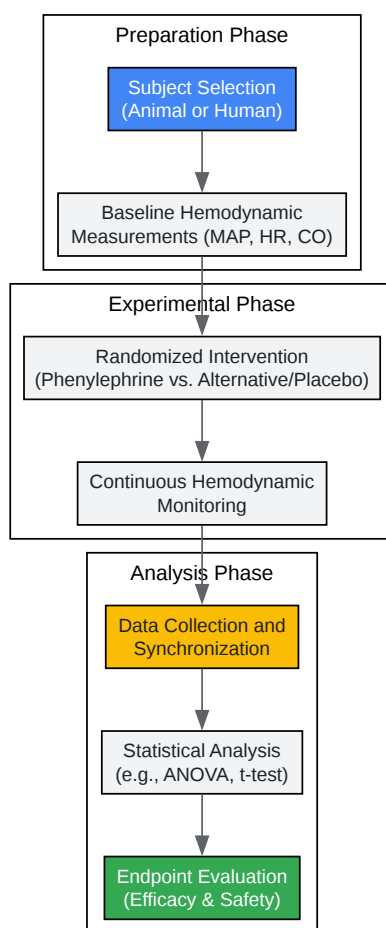 Preparation Phase
Subject Selection
(Animal or Human)
Baseline Hemodynamic
Measurements (MAP, HR, CO)
Experimental Phase
Randomized Intervention
(Phenylephrine vs. Alternative/Placebo)
Continuous Hemodynamic
Monitoring
Analysis Phase
Data Collection and
Synchronization
Statistical Analysis
(e.g., ANOVA, t-test)
Endpoint Evaluation
(Efficacy & Safety)